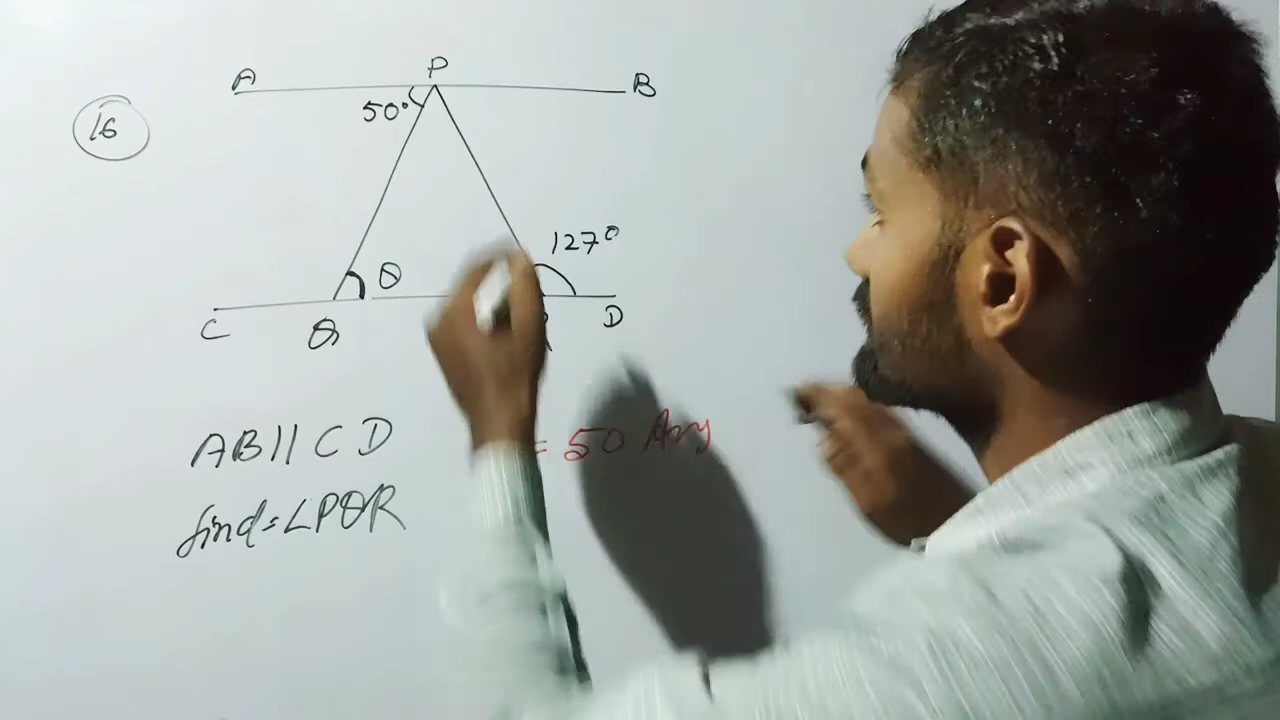 16
A P B
50°
127°
θ
C Q D
AB||CD = 50 Ans
find = ∠PQR